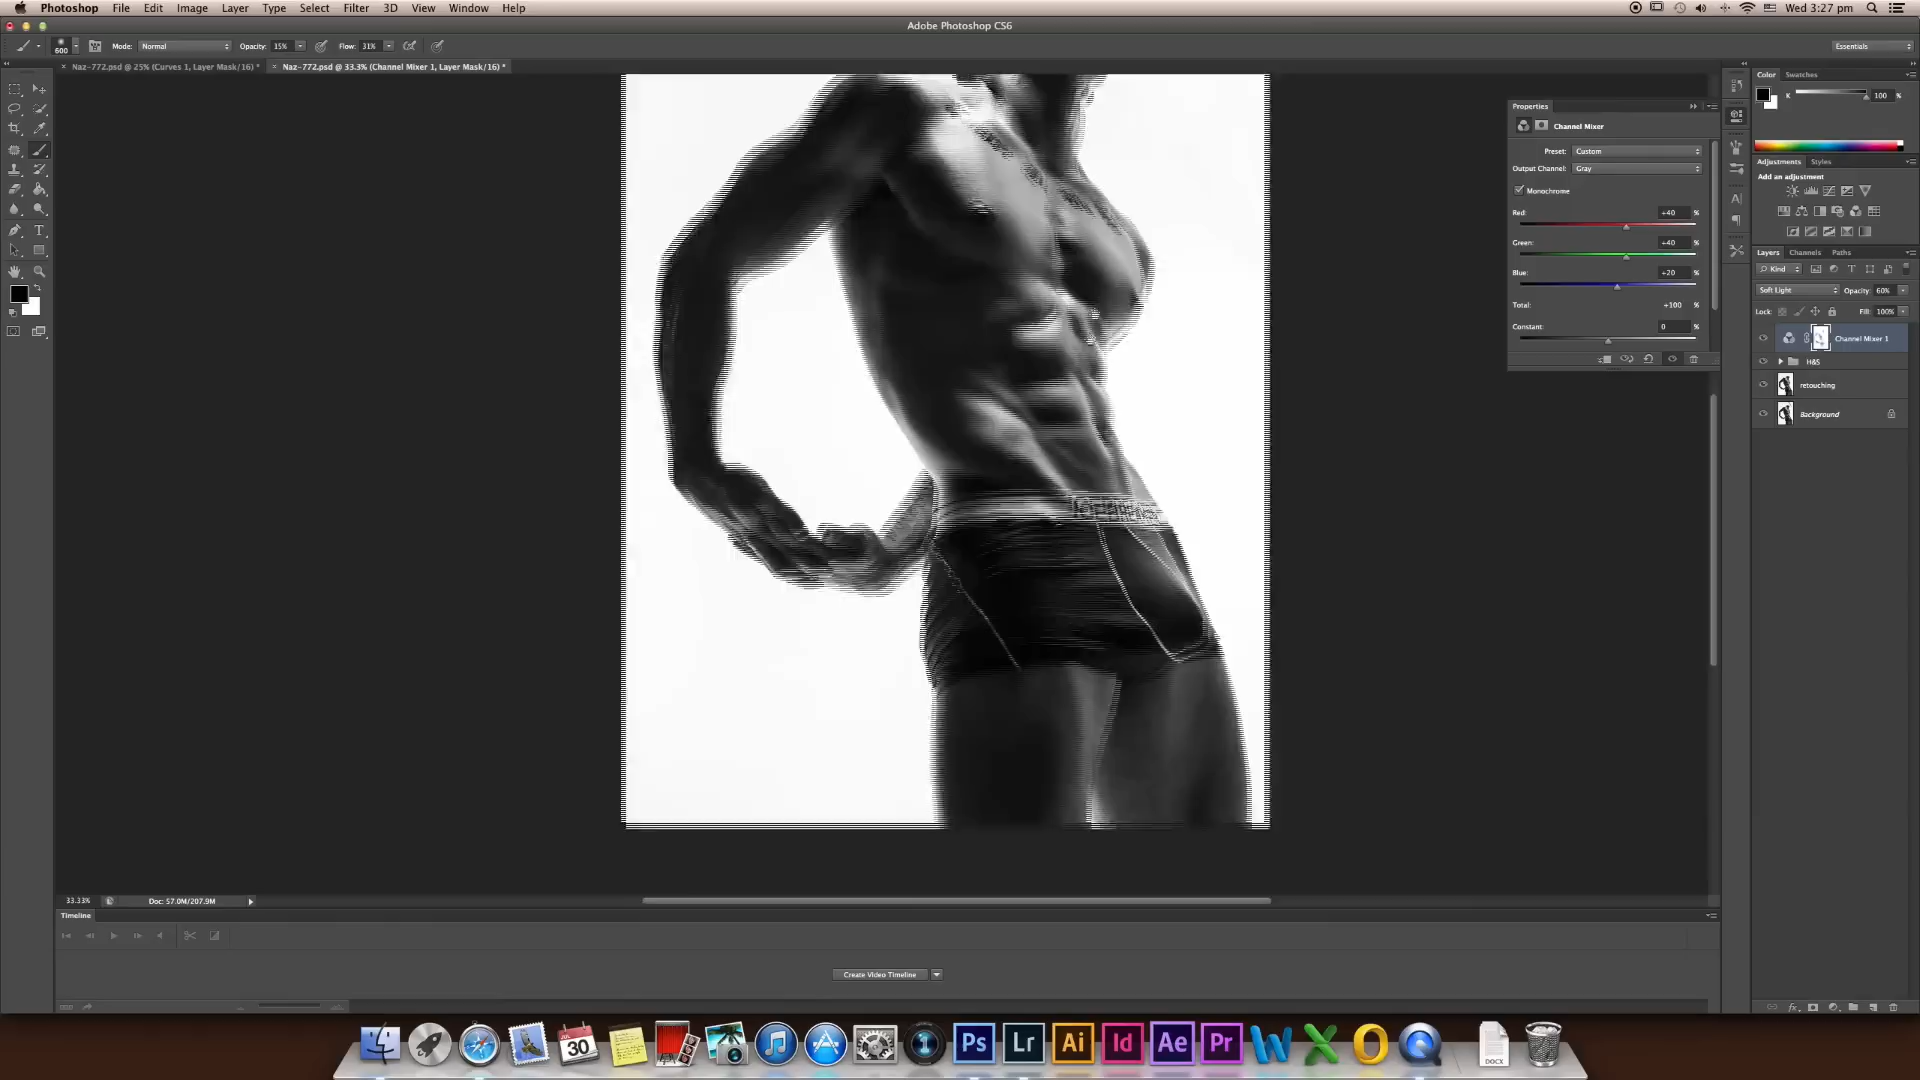 Photoshop File Edit Image Layer Type Select Filter 3D View Window Help Wed 3:27 pm
Adobe Photoshop CS6
600 Mode: Normal Opacity: 15% Flow: 31% Essentials
Naz-772.psd @ 25% (Curves 1, Layer Mask/16) * Naz-772.psd @ 33.3% (Channel Mixer 1, Layer Mask/16) *
Color Swatches
K 100 %
Properties
Channel Mixer
Preset: Custom
Output Channel: Gray
Monochrome
Red: +40 %
Green: +40 %
Blue: +20 %
Total: +100 %
Constant: 0 %
Adjustments Styles
Add an adjustment
Layers Channels Paths
Kind
Soft Light Opacity: 60%
Lock: Fill: 100%
Channel Mixer 1
H&S
retouching
Background
33.33% Doc: 57.0M/207.9M
Timeline
Create Video Timeline
JUL
30
Ps Lr Ai Id Ae Pr
DOCX